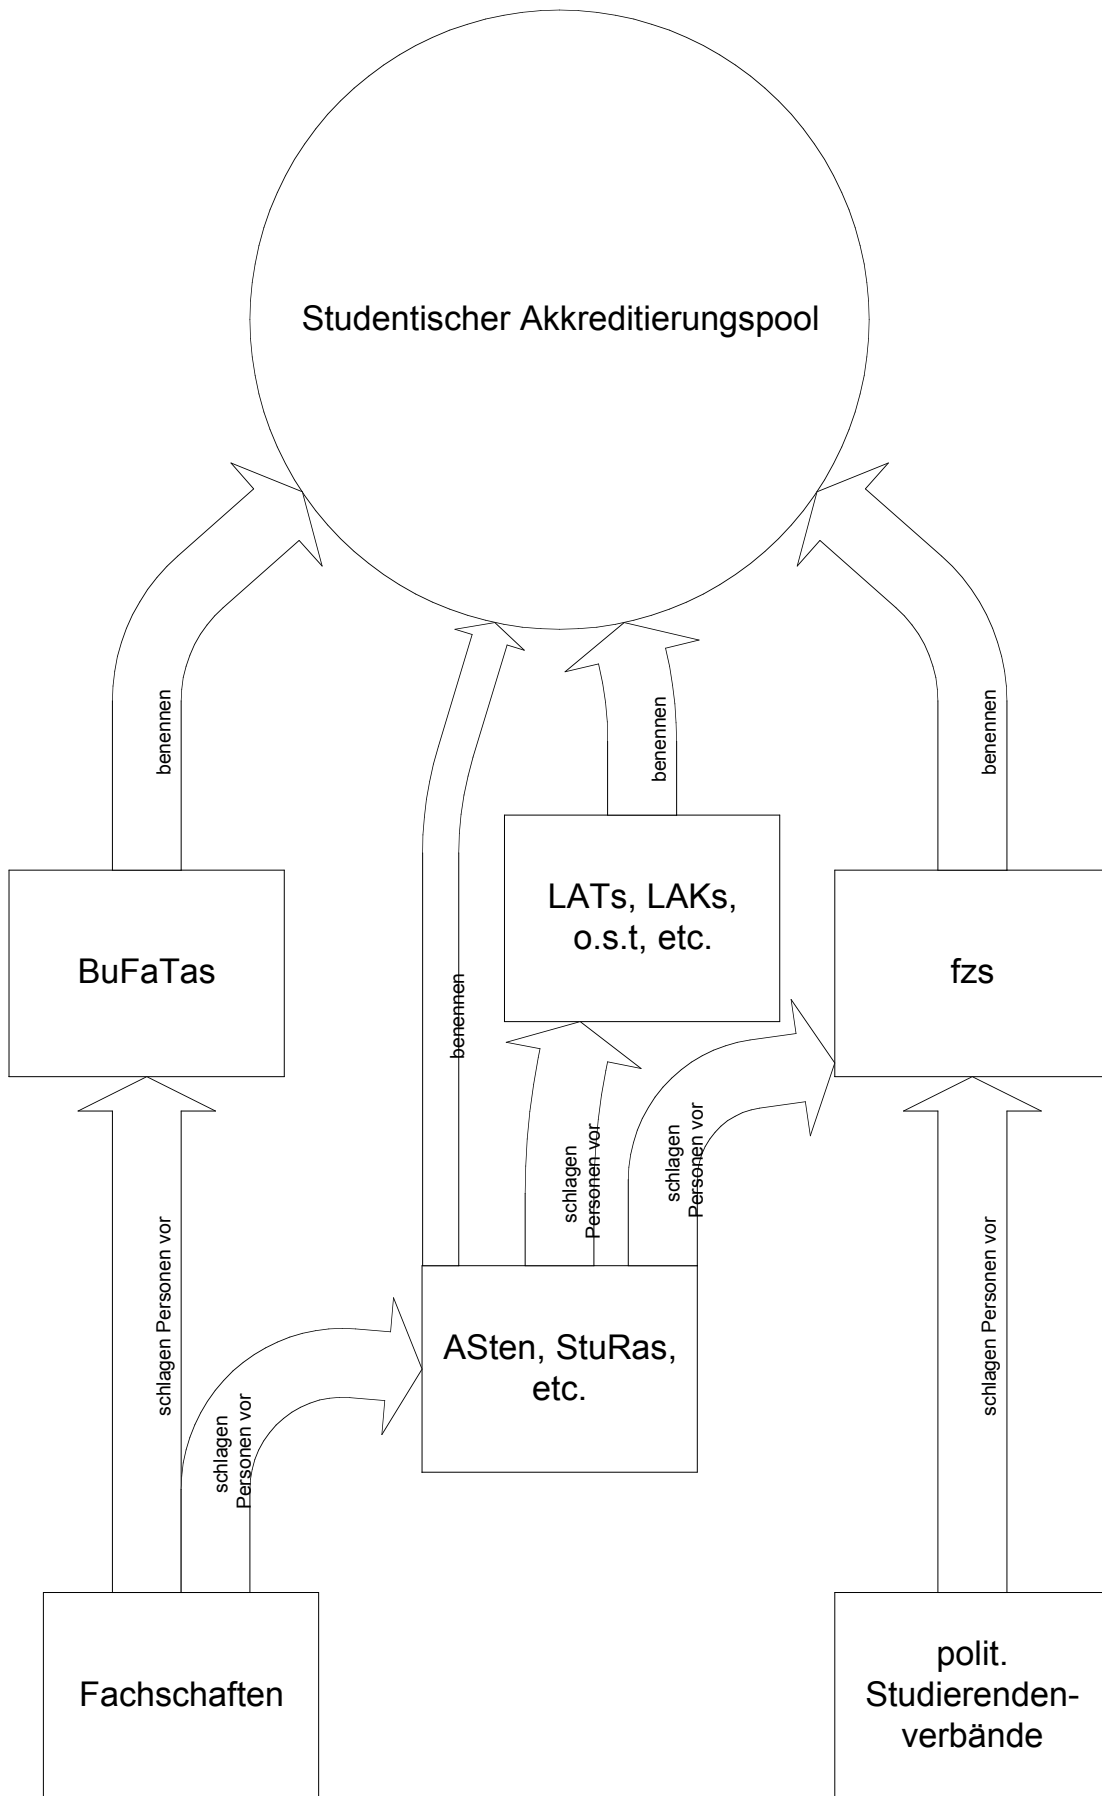 Studentischer Akkreditierungspool
benennen
benennen
benennen
LATs, LAKs,
o.s.t, etc.
BuFaTas
fzs
benennen
schlagen
Personen vor
schlagen
Personen vor
schlagen Personen vor
schlagen Personen vor
ASten, StuRas,
etc.
schlagen
Personen vor
Fachschaften
polit.
Studierenden-
verbände